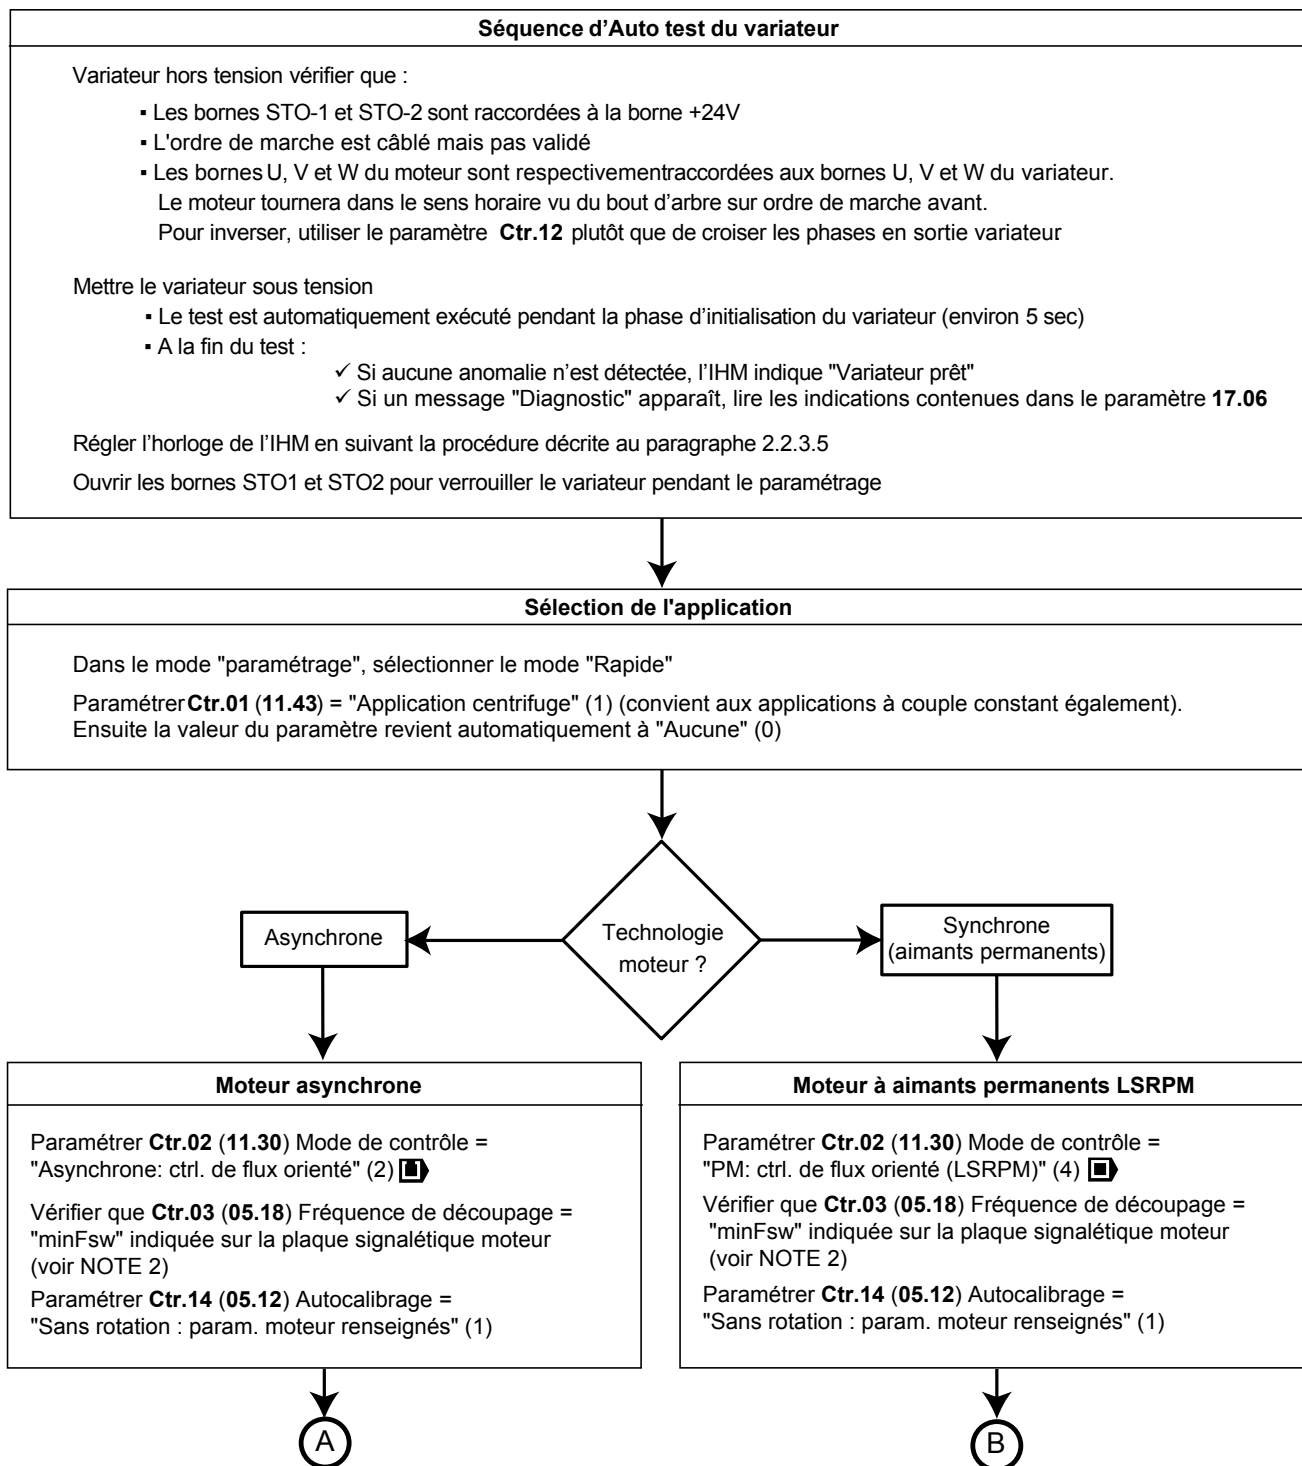 Séquence d'Auto test du variateur
Variateur hors tension vérifier que :
▪ Les bornes STO-1 et STO-2 sont raccordées à la borne +24V
▪ L'ordre de marche est câblé mais pas validé
▪ Les bornes U, V et W du moteur sont respectivementraccordées aux bornes U, V et W du variateur.
Le moteur tournera dans le sens horaire vu du bout d'arbre sur ordre de marche avant.
Pour inverser, utiliser le paramètre Ctr.12 plutôt que de croiser les phases en sortie variateur
Mettre le variateur sous tension
▪ Le test est automatiquement exécuté pendant la phase d'initialisation du variateur (environ 5 sec)
▪ A la fin du test :
✓ Si aucune anomalie n'est détectée, l'IHM indique "Variateur prêt"
✓ Si un message "Diagnostic" apparaît, lire les indications contenues dans le paramètre 17.06
Régler l'horloge de l'IHM en suivant la procédure décrite au paragraphe 2.2.3.5
Ouvrir les bornes STO1 et STO2 pour verrouiller le variateur pendant le paramétrage
Sélection de l'application
Dans le mode "paramétrage", sélectionner le mode "Rapide"
Paramétrer Ctr.01 (11.43) = "Application centrifuge" (1) (convient aux applications à couple constant également).
Ensuite la valeur du paramètre revient automatiquement à "Aucune" (0)
Technologie
moteur ?
Asynchrone
Synchrone
(aimants permanents)
Moteur asynchrone
Paramétrer Ctr.02 (11.30) Mode de contrôle =
"Asynchrone: ctrl. de flux orienté" (2)
Vérifier que Ctr.03 (05.18) Fréquence de découpage =
"minFsw" indiquée sur la plaque signalétique moteur
(voir NOTE 2)
Paramétrer Ctr.14 (05.12) Autocalibrage =
"Sans rotation : param. moteur renseignés" (1)
A
Moteur à aimants permanents LSRPM
Paramétrer Ctr.02 (11.30) Mode de contrôle =
"PM: ctrl. de flux orienté (LSRPM)" (4)
Vérifier que Ctr.03 (05.18) Fréquence de découpage =
"minFsw" indiquée sur la plaque signalétique moteur
(voir NOTE 2)
Paramétrer Ctr.14 (05.12) Autocalibrage =
"Sans rotation : param. moteur renseignés" (1)
B